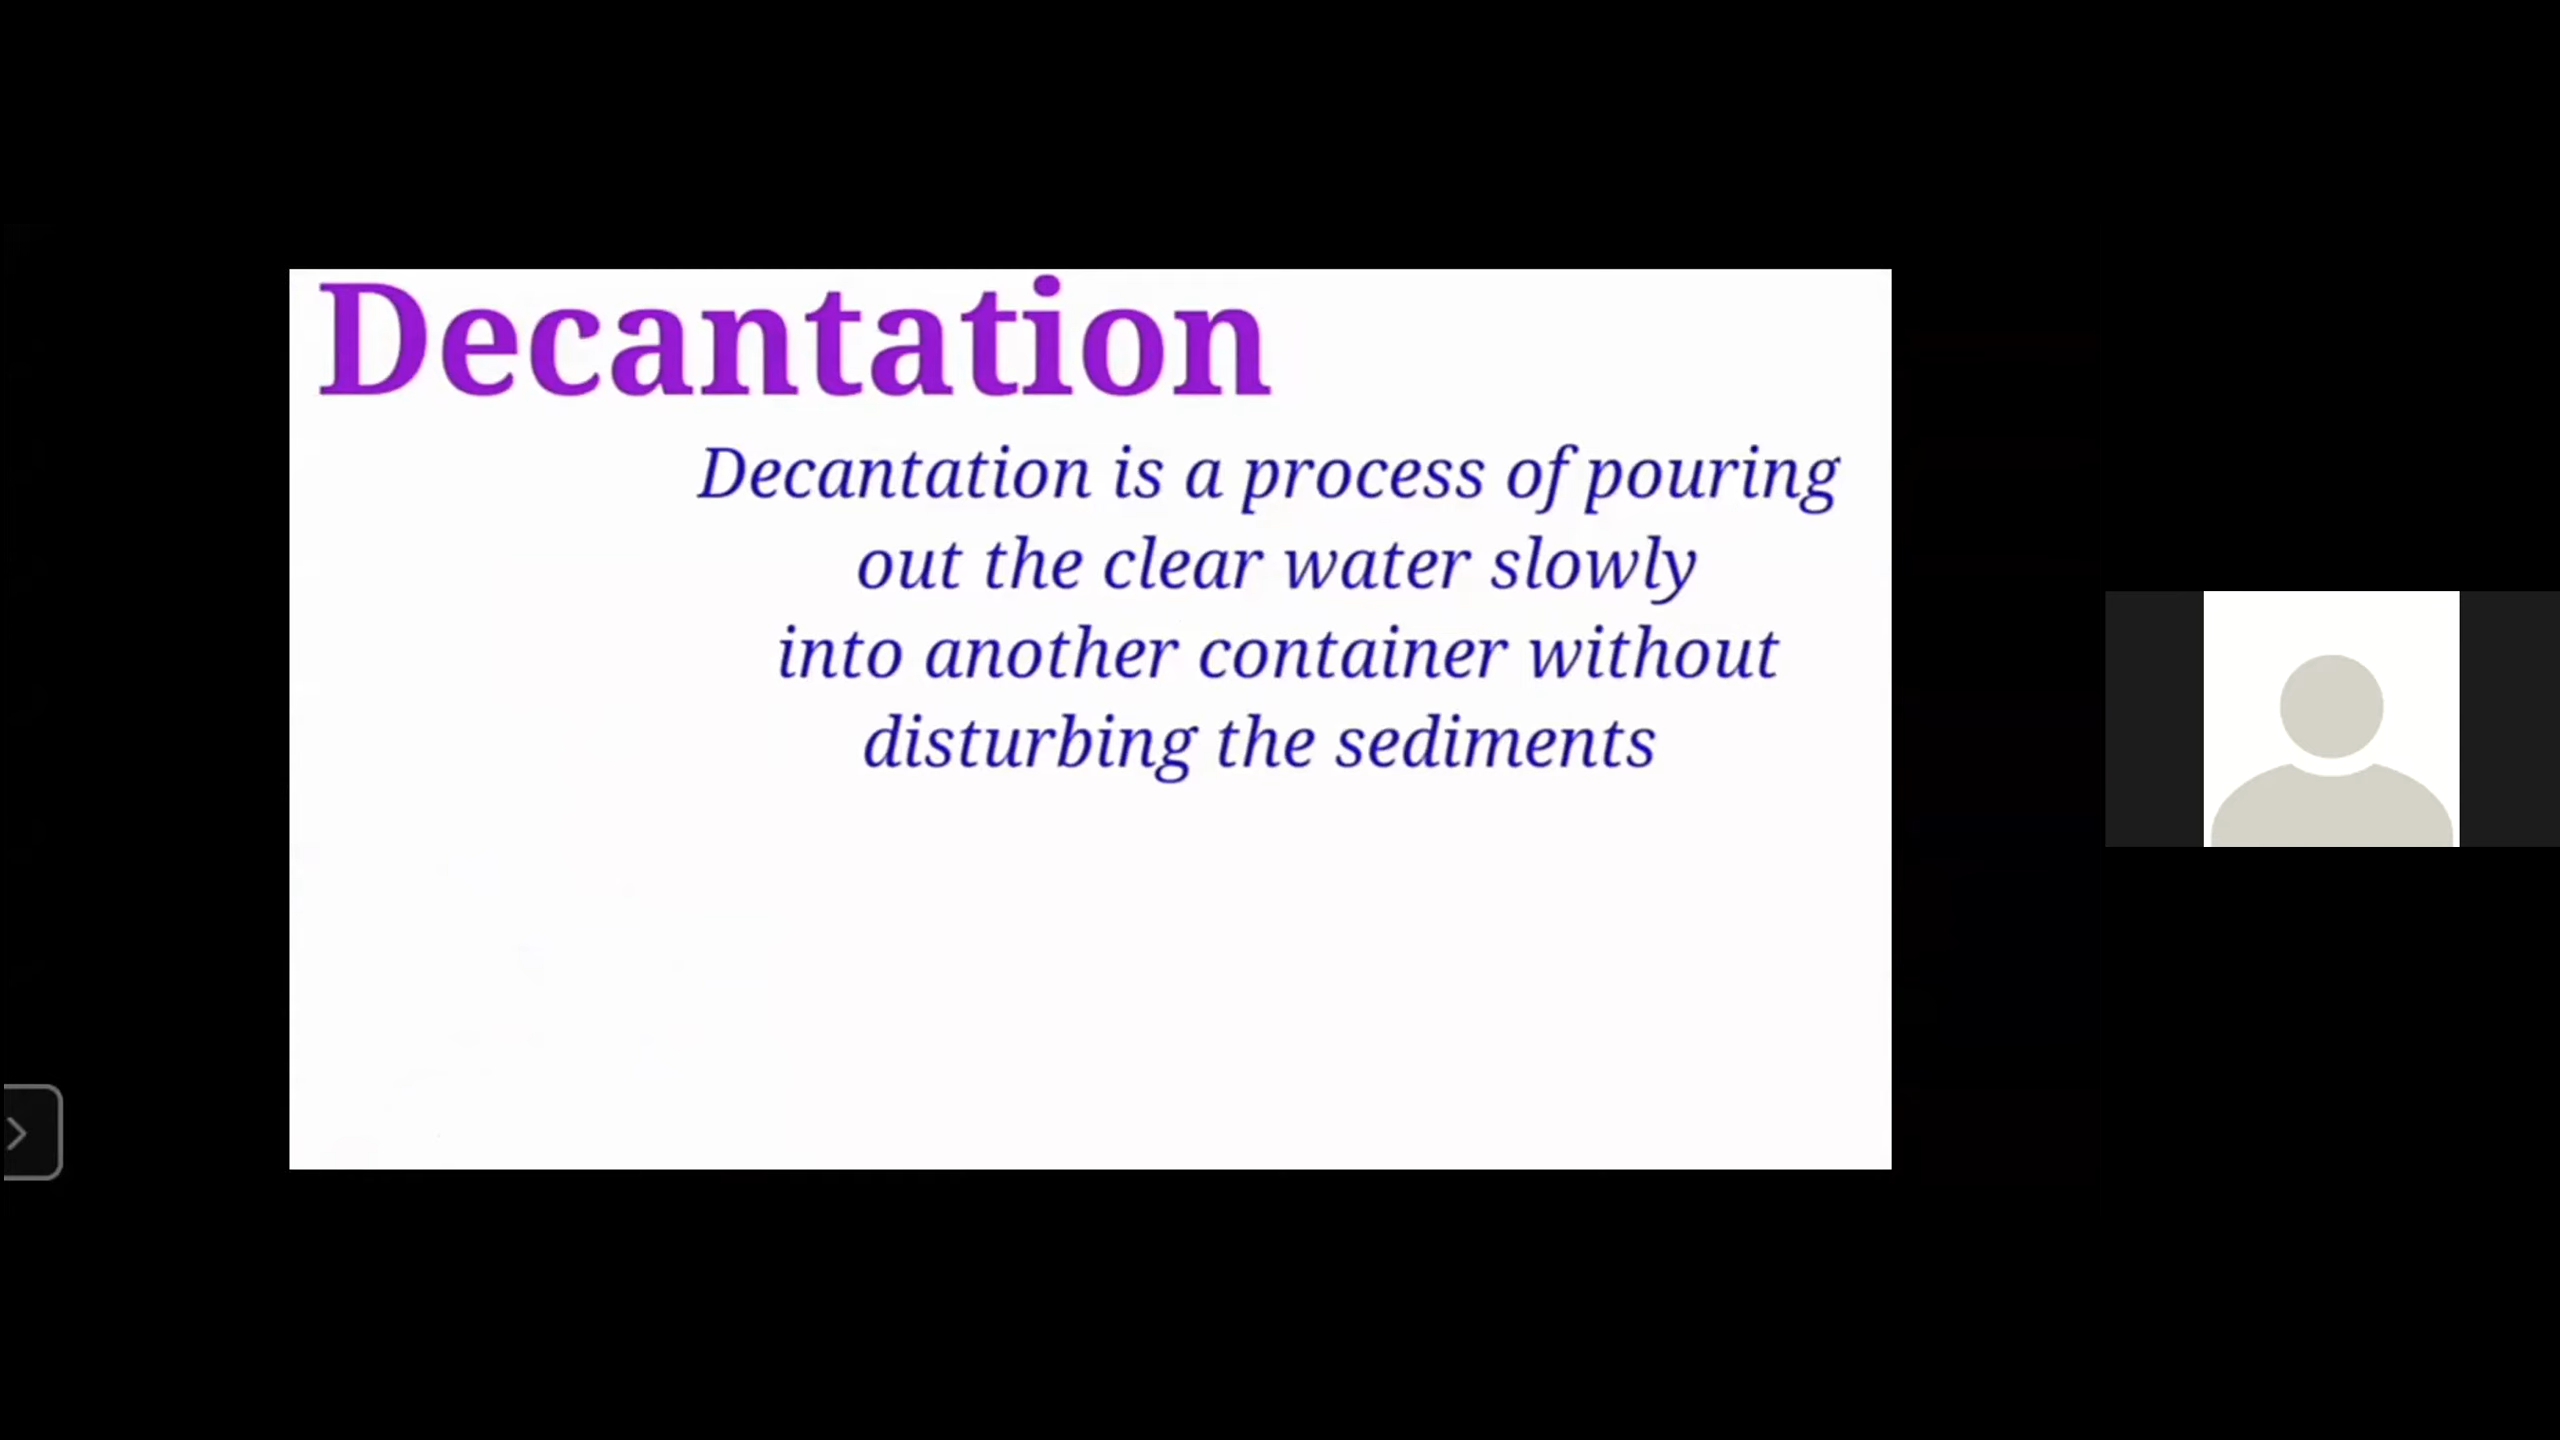 Decantation
Decantation is a process of pouring
out the clear water slowly
into another container without
disturbing the sediments